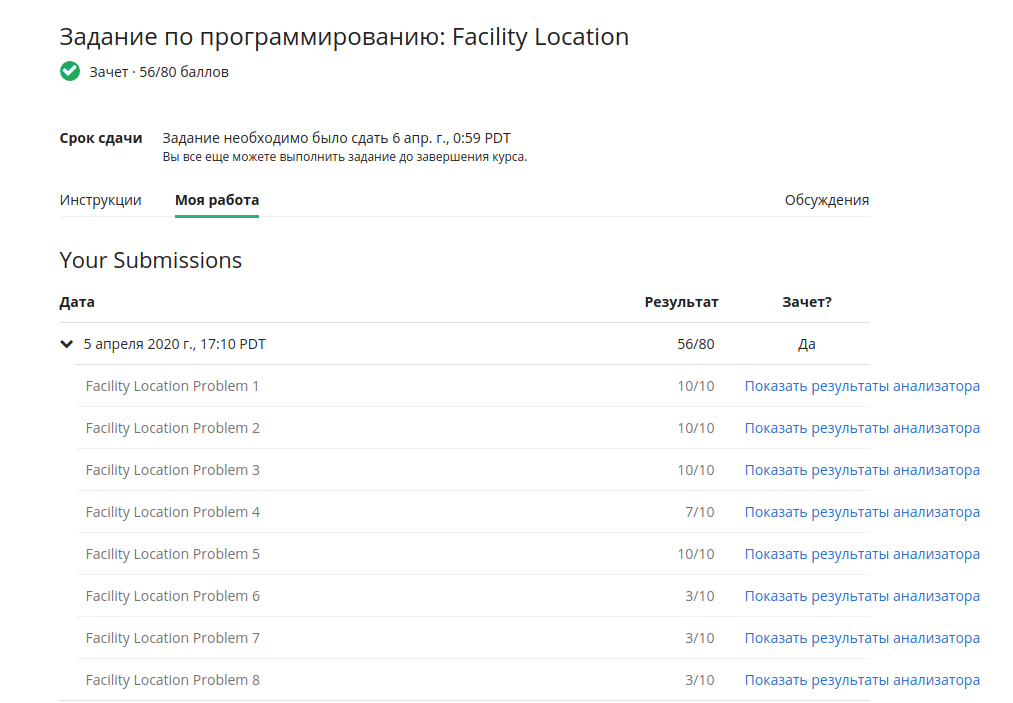 Задание по программированию: Facility Location
Зачет · 56/80 баллов
Срок сдачи Задание необходимо было сдать 6 апр. г., 0:59 PDT
Вы все еще можете выполнить задание до завершения курса.
Инструкции Моя работа Обсуждения
Your Submissions
Дата Результат Зачет?
5 апреля 2020 г., 17:10 PDT 56/80 Да
Facility Location Problem 1 10/10 Показать результаты анализатора
Facility Location Problem 2 10/10 Показать результаты анализатора
Facility Location Problem 3 10/10 Показать результаты анализатора
Facility Location Problem 4 7/10 Показать результаты анализатора
Facility Location Problem 5 10/10 Показать результаты анализатора
Facility Location Problem 6 3/10 Показать результаты анализатора
Facility Location Problem 7 3/10 Показать результаты анализатора
Facility Location Problem 8 3/10 Показать результаты анализатора